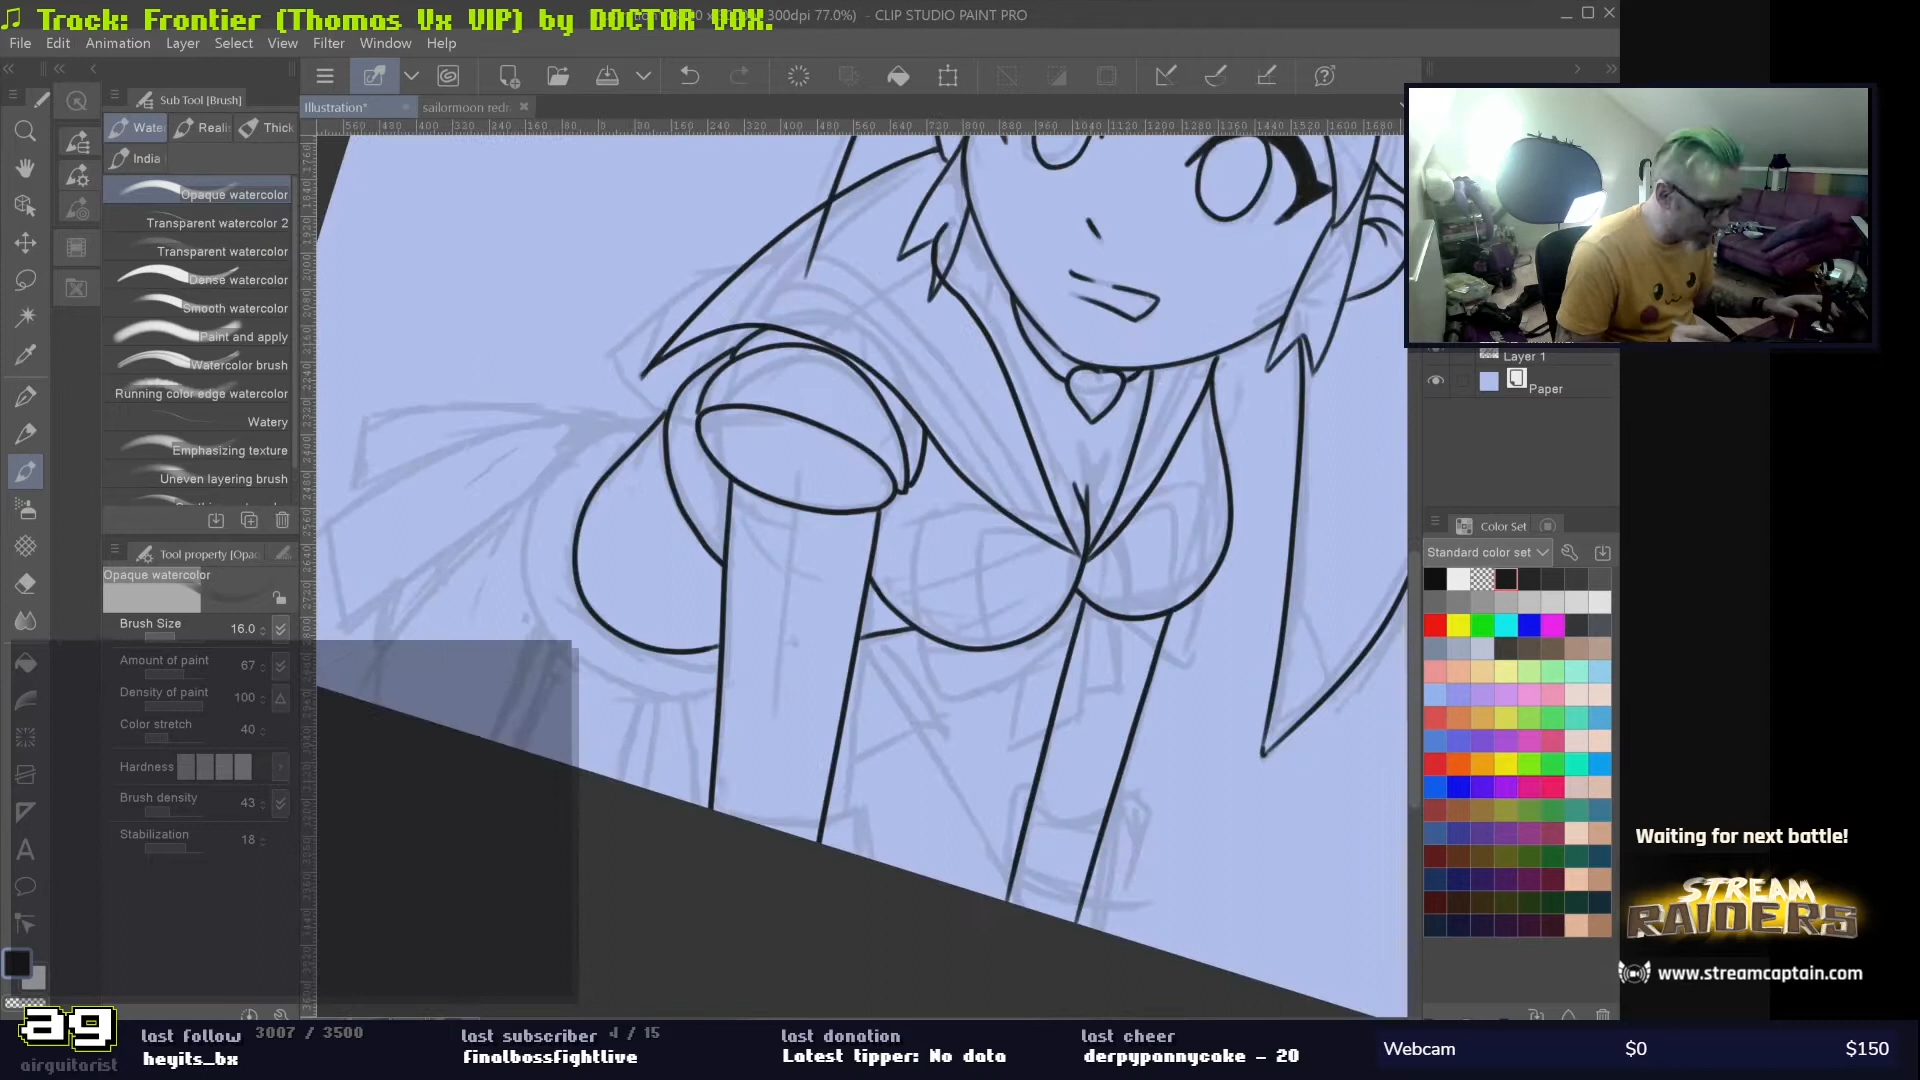 ♫ Track: Frontier (Thomas Vx VIP) by DOCTOR VOX.
300dpi 77.0%) - CLIP STUDIO PAINT PRO
File Edit Animation Layer Select View Filter Window Help
Sub Tool [Brush]
Illustration*
sailormoon redr
Wate
Reali
Thick
India
Opaque watercolor
Transparent watercolor 2
Transparent watercolor
Dense watercolor
Smooth watercolor
Paint and apply
Watercolor brush
Running color edge watercolor
Watery
Emphasizing texture
Uneven layering brush
Tool property [Opac
Opaque watercolor
Brush Size 16.0
Amount of paint 67
Density of paint 100
Color stretch 40
Hardness
Brush density 43
Stabilization 18
Layer 1
Paper
Color Set
Standard color set
Waiting for next battle!
STREAM
RAIDERS
www.streamcaptain.com
ag
airguitarist
last follow 3007 / 3500
heyits_bx
last subscriber 4 / 15
finalbossfightlive
last donation
Latest tipper: No data
last cheer
derpypannycake - 20
Webcam $0 $150